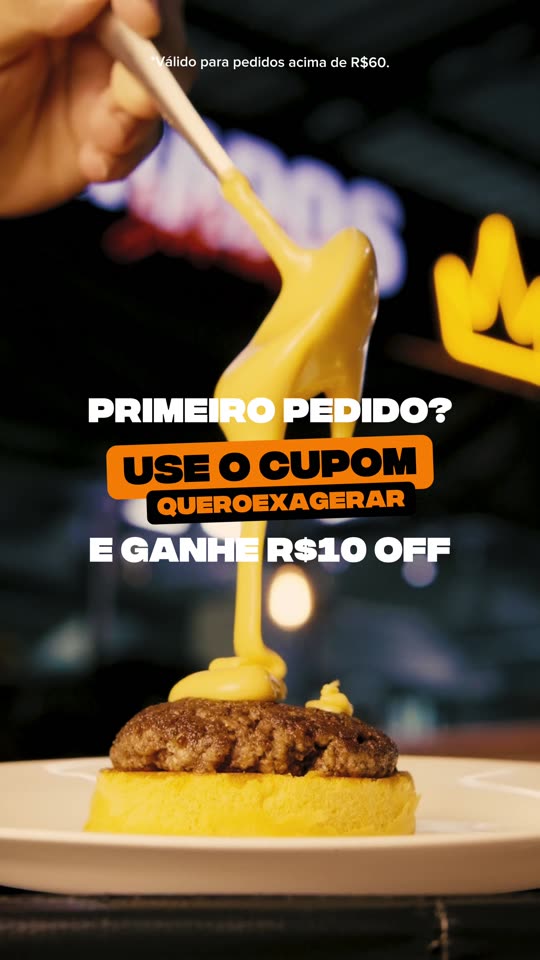 *Válido para pedidos acima de R$60.
PRIMEIRO PEDIDO?
USE O CUPOM
QUEROEXAGERAR
E GANHE R$10 OFF